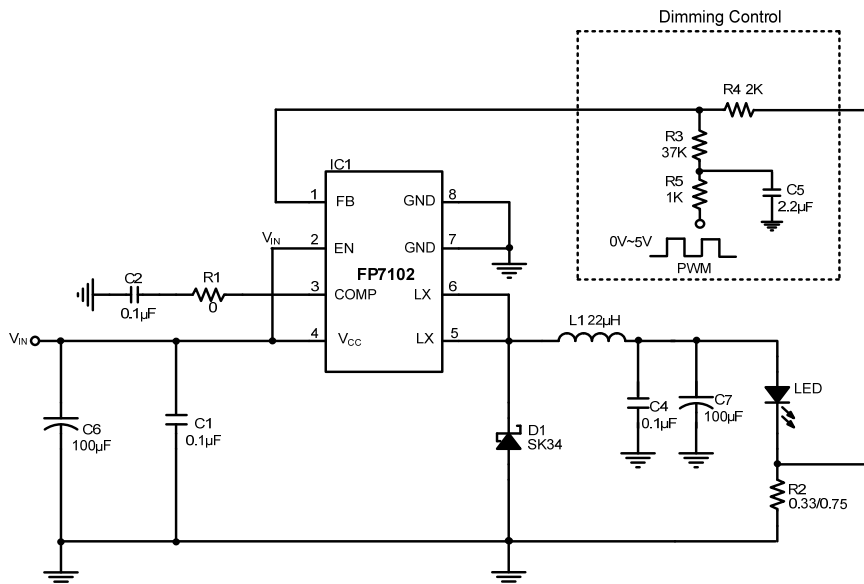 Dimming Control
R4 2K
R3
37K
R5
1K
C5
2.2µF
0V~5V
PWM
IC1
1
FB
GND
8
VIN
2
EN
GND
7
FP7102
C2
0.1µF
R1
0
3
COMP
LX
6
VIN
4
VCC
LX
5
L1 22µH
C6
100µF
C1
0.1µF
D1
SK34
C4
0.1µF
C7
100µF
LED
R2
0.33/0.75